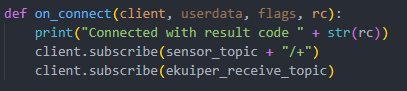 def on_connect(client, userdata, flags, rc):
    print("Connected with result code " + str(rc))
    client.subscribe(sensor_topic + "/+")
    client.subscribe(ekuiper_receive_topic)